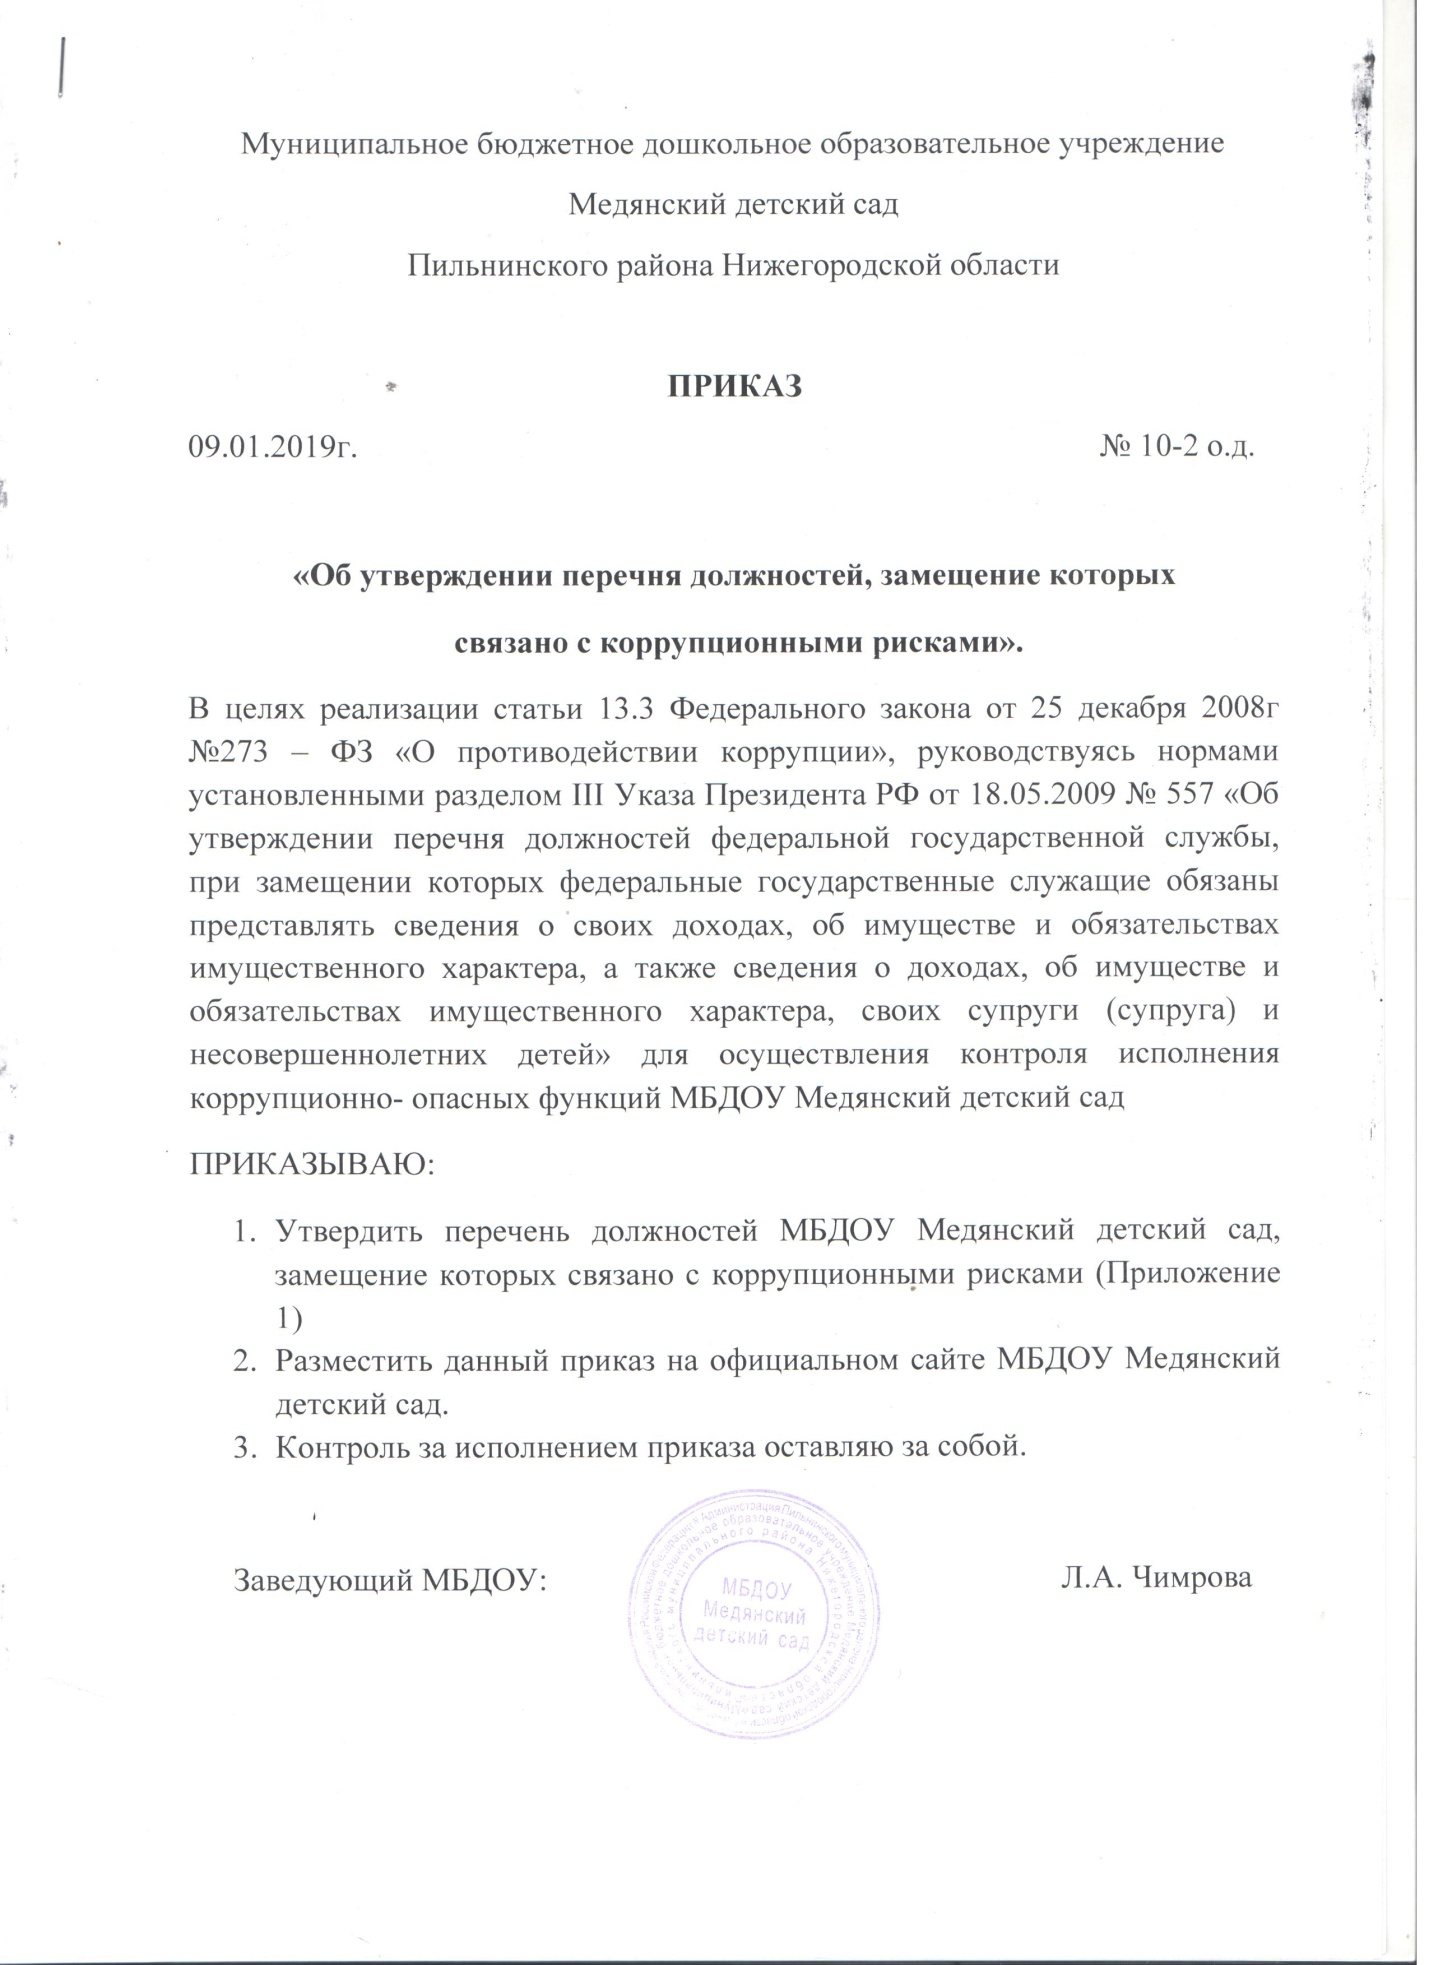 Муниципальное бюджетное дошкольное образовательное учреждение
Медянский детский сад
Пильнинского района Нижегородской области
ПРИКАЗ
09.01.2019г. № 10-2 о.д.
«Об утверждении перечня должностей, замещение которых
связано с коррупционными рисками».
В целях реализации статьи 13.3 Федерального закона от 25 декабря 2008г
№273 – ФЗ «О противодействии коррупции», руководствуясь нормами
установленными разделом III Указа Президента РФ от 18.05.2009 № 557 «Об
утверждении перечня должностей федеральной государственной службы,
при замещении которых федеральные государственные служащие обязаны
представлять сведения о своих доходах, об имуществе и обязательствах
имущественного характера, а также сведения о доходах, об имуществе и
обязательствах имущественного характера, своих супруги (супруга) и
несовершеннолетних детей» для осуществления контроля исполнения
коррупционно- опасных функций МБДОУ Медянский детский сад
ПРИКАЗЫВАЮ:
1. Утвердить перечень должностей МБДОУ Медянский детский сад,
замещение которых связано с коррупционными рисками (Приложение
1)
2. Разместить данный приказ на официальном сайте МБДОУ Медянский
детский сад.
3. Контроль за исполнением приказа оставляю за собой.
Заведующий МБДОУ: Л.А. Чимрова
МБДОУ
Медянский
детский сад